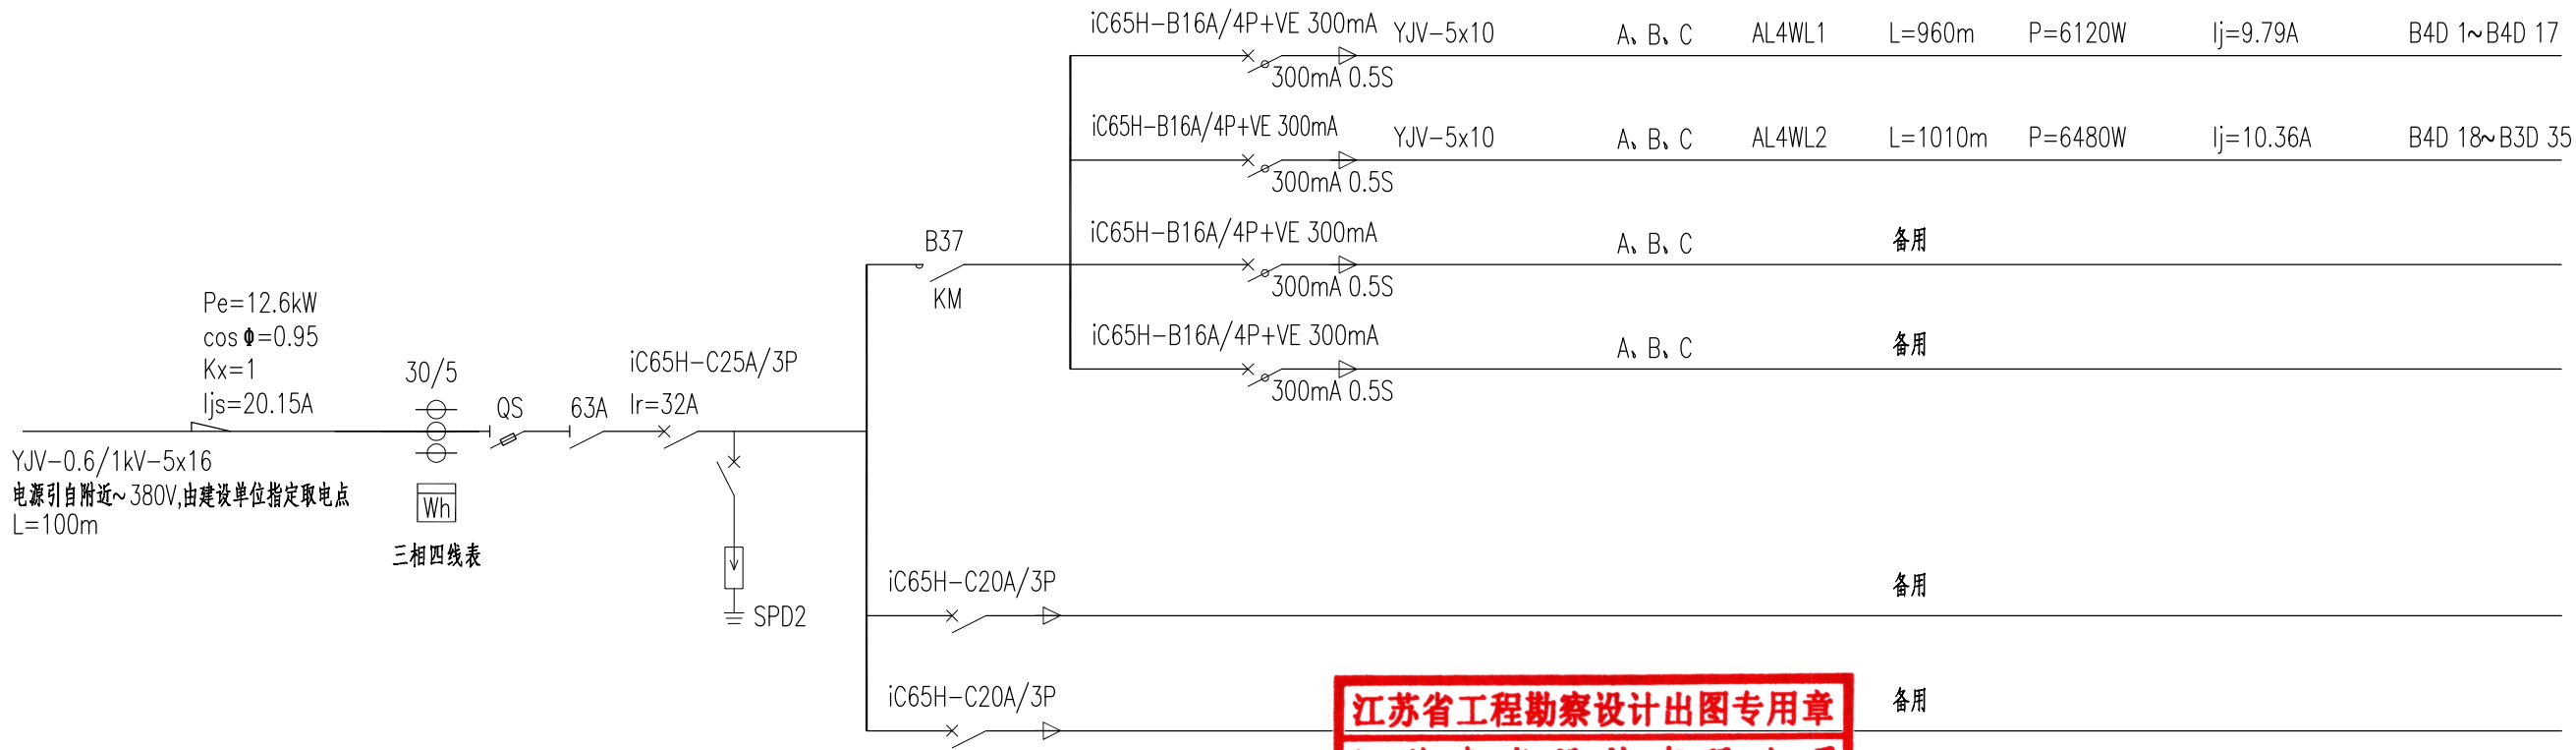 iC65H-B16A/4P+VE 300mA YJV-5x10 A、B、C AL4WL1 L=960m P=6120W Ij=9.79A B4D 1~B4D 17
300mA 0.5S
iC65H-B16A/4P+VE 300mA YJV-5x10 A、B、C AL4WL2 L=1010m P=6480W Ij=10.36A B4D 18~B3D 35
300mA 0.5S
iC65H-B16A/4P+VE 300mA A、B、C 备用
300mA 0.5S
iC65H-B16A/4P+VE 300mA A、B、C 备用
300mA 0.5S
B37
KM
Pe=12.6kW
cosΦ=0.95
Kx=1
Ijs=20.15A
30/5
QS
63A
iC65H-C25A/3P
Ir=32A
YJV-0.6/1kV-5x16
电源引自附近~380V,由建设单位指定取电点
L=100m
Wh
三相四线表
SPD2
iC65H-C20A/3P 备用
iC65H-C20A/3P 备用
江苏省工程勘察设计出图专用章